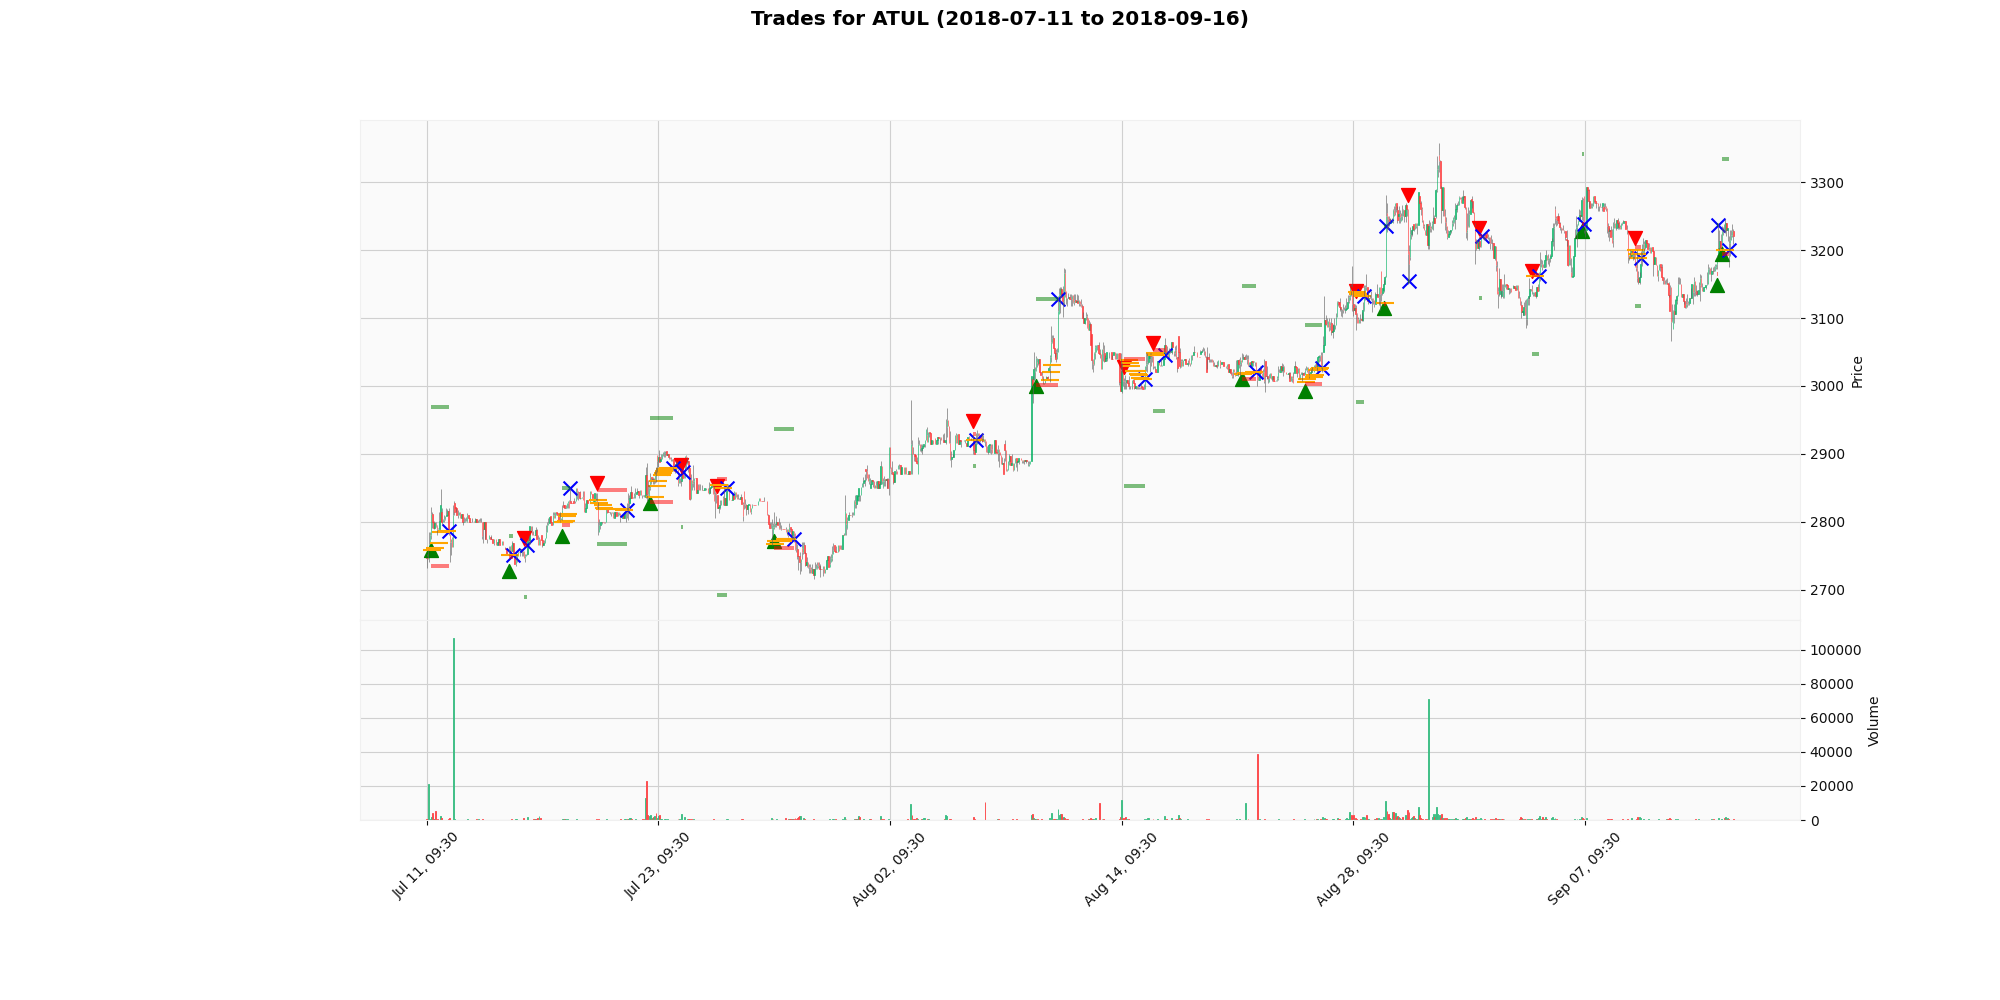 Trades for ATUL (2018-07-11 to 2018-09-16)
3300
3200
3100
3000
2900
2800
2700
Price
100000
80000
60000
40000
20000
0
Volume
Jul 11, 09:30
Jul 23, 09:30
Aug 02, 09:30
Aug 14, 09:30
Aug 28, 09:30
Sep 07, 09:30